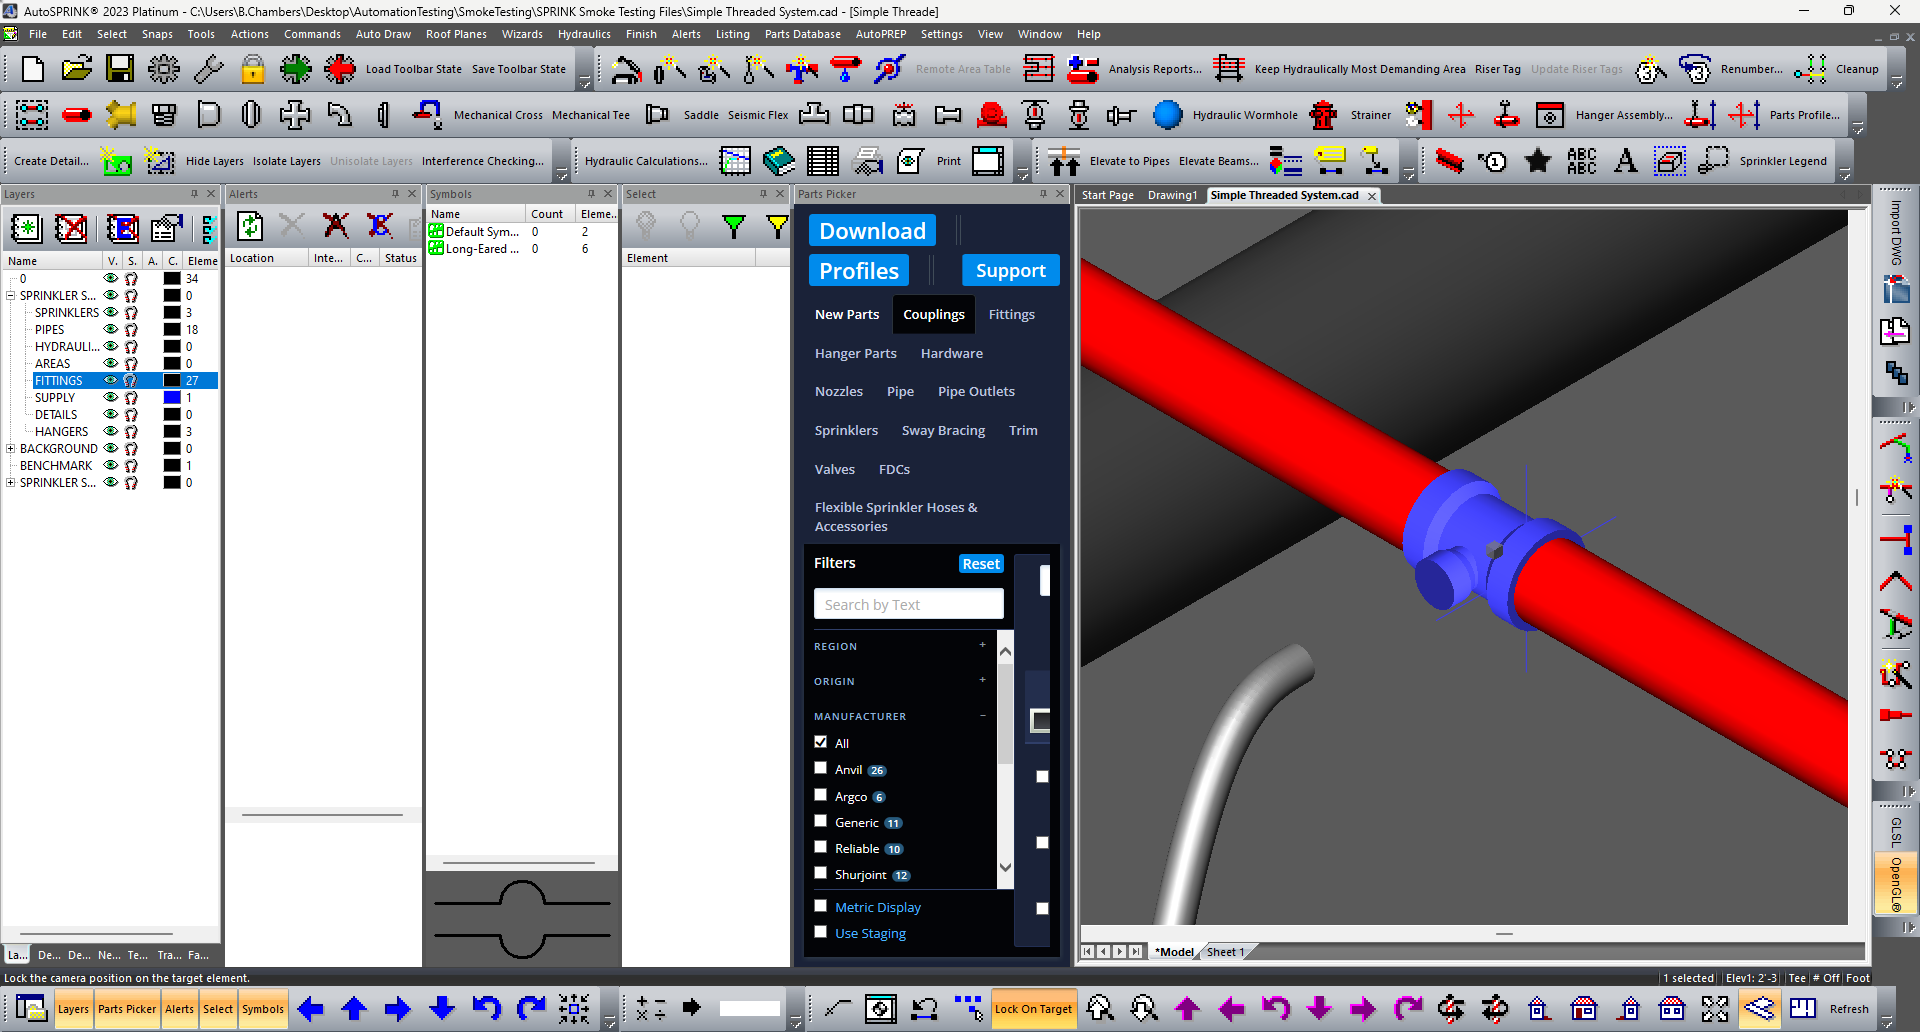 AutoSPRINK® 2023 Platinum - C:\Users\B.Chambers\Desktop\AutomationTesting\SmokeTesting\SPRINK Smoke Testing Files\Simple Threaded System.cad - [Simple Threade]
File Edit Select Snaps Tools Actions Commands Auto Draw Roof Planes Wizards Hydraulics Finish Alerts Listing Parts Database AutoPREP Settings View Window Help
Load Toolbar State Save Toolbar State Remote Area Table Analysis Reports... Keep Hydraulically Most Demanding Area Riser Tag Update Riser Tags Renumber... Cleanup
Mechanical Cross Mechanical Tee Saddle Seismic Flex Hydraulic Wormhole Strainer Hanger Assembly... Parts Profile...
Create Detail... Hide Layers Isolate Layers Unisolate Layers Interference Checking... Hydraulic Calculations... Print Elevate to Pipes Elevate Beams... ABC ABC A Sprinkler Legend
Layers Alerts Symbols Select Parts Picker Start Page Drawing1 Simple Threaded System.cad
Name Count Eleme..
Default Sym... 0 2
Long-Eared ... 0 6
Location Inte... C... Status
Element
Name V. S. A. C. Eleme
0 34
SPRINKLER S... 0
SPRINKLERS 3
PIPES 18
HYDRAULI... 0
AREAS 0
FITTINGS 27
SUPPLY 1
DETAILS 0
HANGERS 3
BACKGROUND 0
BENCHMARK 1
SPRINKLER S... 0
Download
Profiles Support
New Parts Couplings Fittings
Hanger Parts Hardware
Nozzles Pipe Pipe Outlets
Sprinklers Sway Bracing Trim
Valves FDCs
Flexible Sprinkler Hoses &
Accessories
Filters Reset
Search by Text
REGION +
ORIGIN +
MANUFACTURER −
All
Anvil 26
Argco 6
Generic 11
Reliable 10
Shurjoint 12
Metric Display
Use Staging
Import DWG
GLSL
OpenGL®
La... De... De... Ne... Te... Tra... Fa...
*Model Sheet 1
Lock the camera position on the target element.
1 selected Elev1: 2'-3 Tee # Off Foot
Layers Parts Picker Alerts Select Symbols Lock On Target Refresh